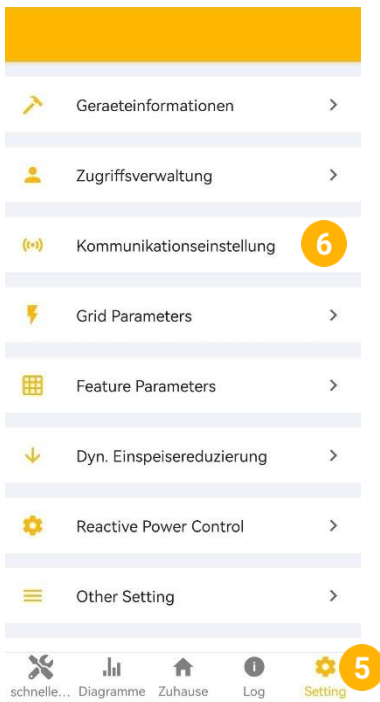 Geraeteinformationen
Zugriffsverwaltung
Kommunikationseinstellung 6
Grid Parameters
Feature Parameters
Dyn. Einspeisereduzierung
Reactive Power Control
Other Setting
5
schnelle... Diagramme Zuhause Log Setting